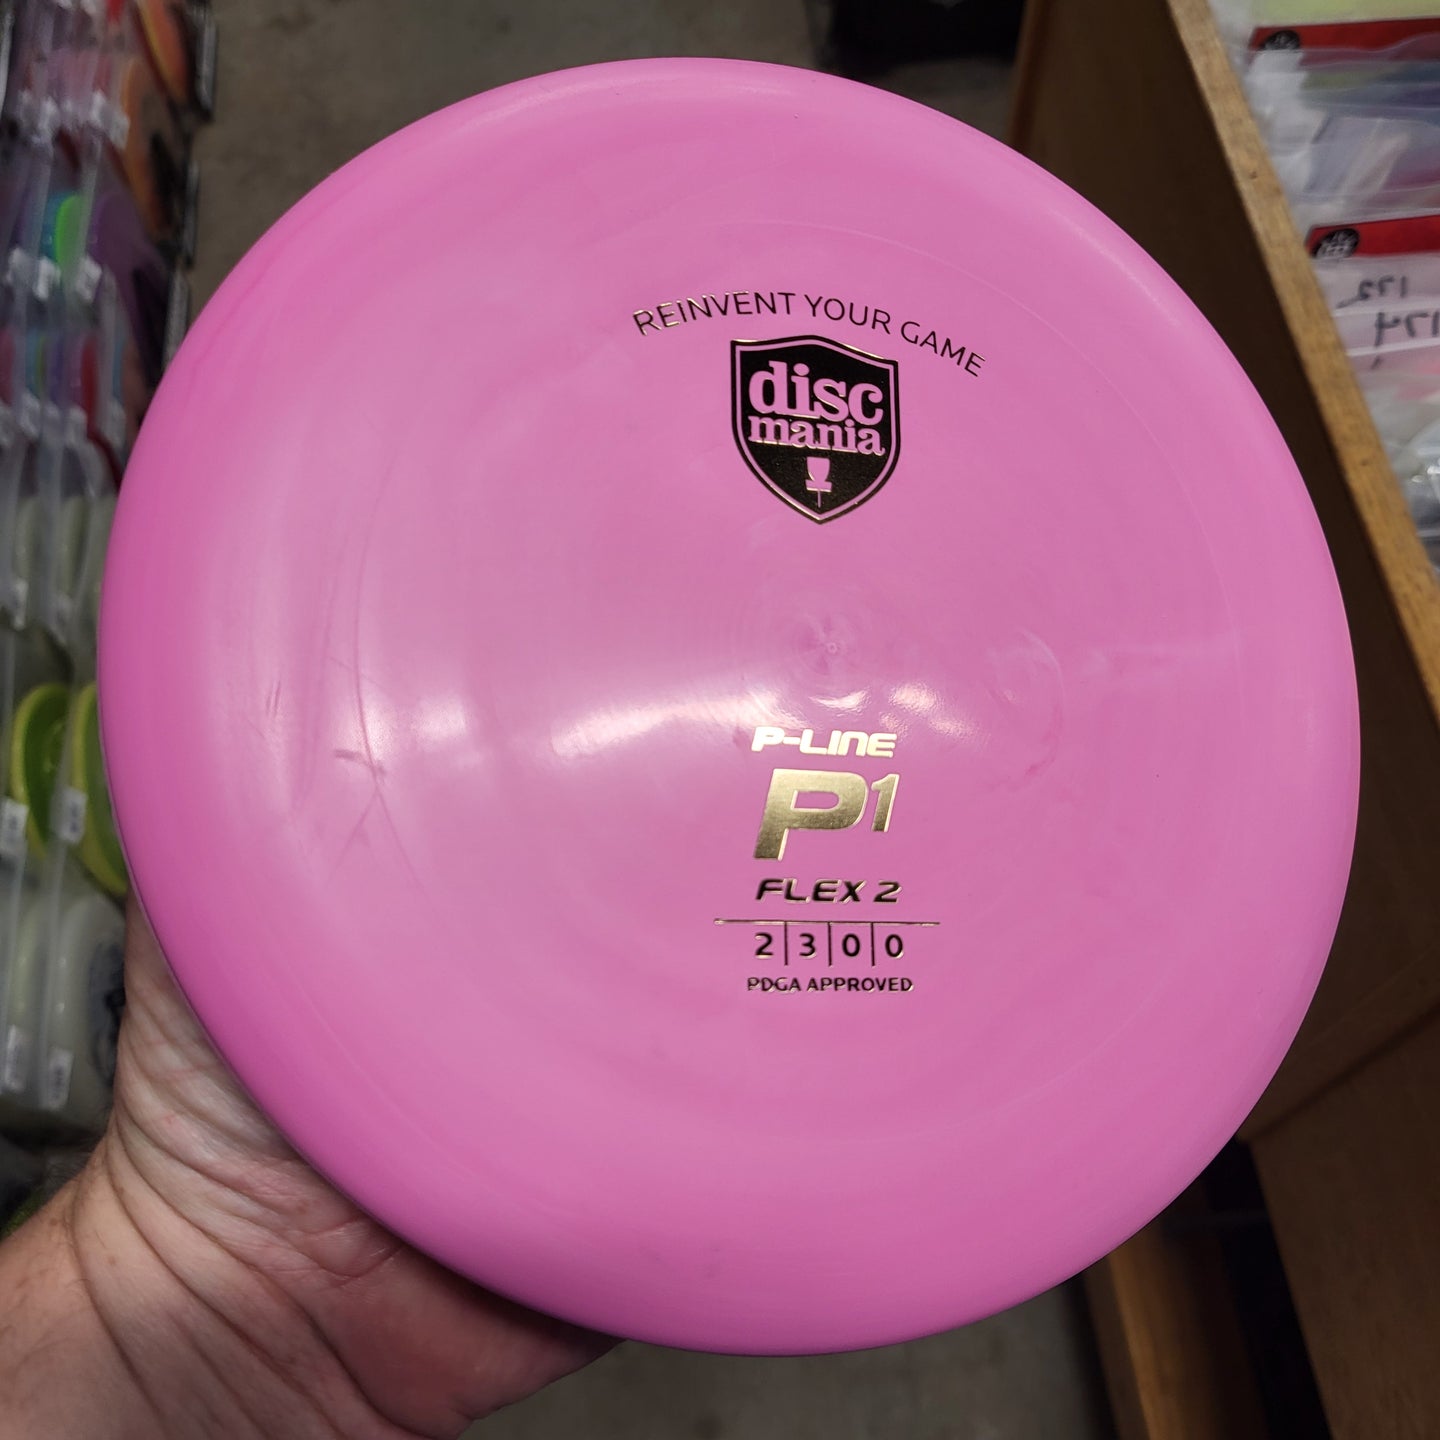 REINVENT YOUR GAME
disc
mania
P-LINE
P1
FLEX 2
2 | 3 | 0 | 0
PDGA APPROVED